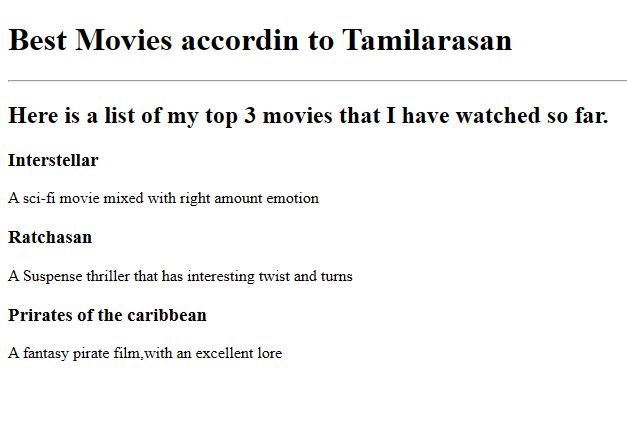 Best Movies accordin to Tamilarasan
Here is a list of my top 3 movies that I have watched so far.
Interstellar
A sci-fi movie mixed with right amount emotion
Ratchasan
A Suspense thriller that has interesting twist and turns
Prirates of the caribbean
A fantasy pirate film,with an excellent lore